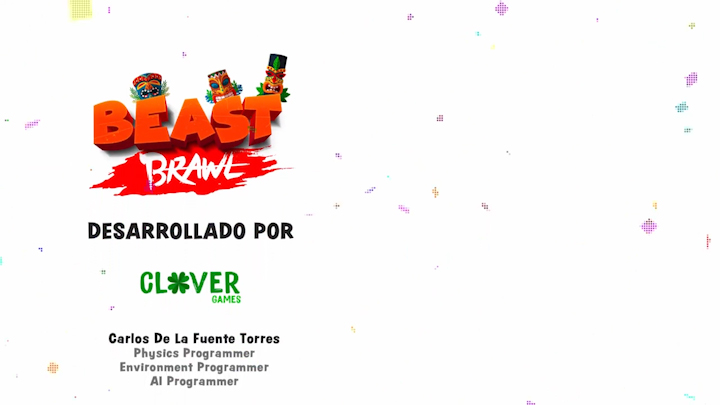 BEAST
BRAWL
DESARROLLADO POR
CLOVER
GAMES
Carlos De La Fuente Torres
Physics Programmer
Environment Programmer
AI Programmer